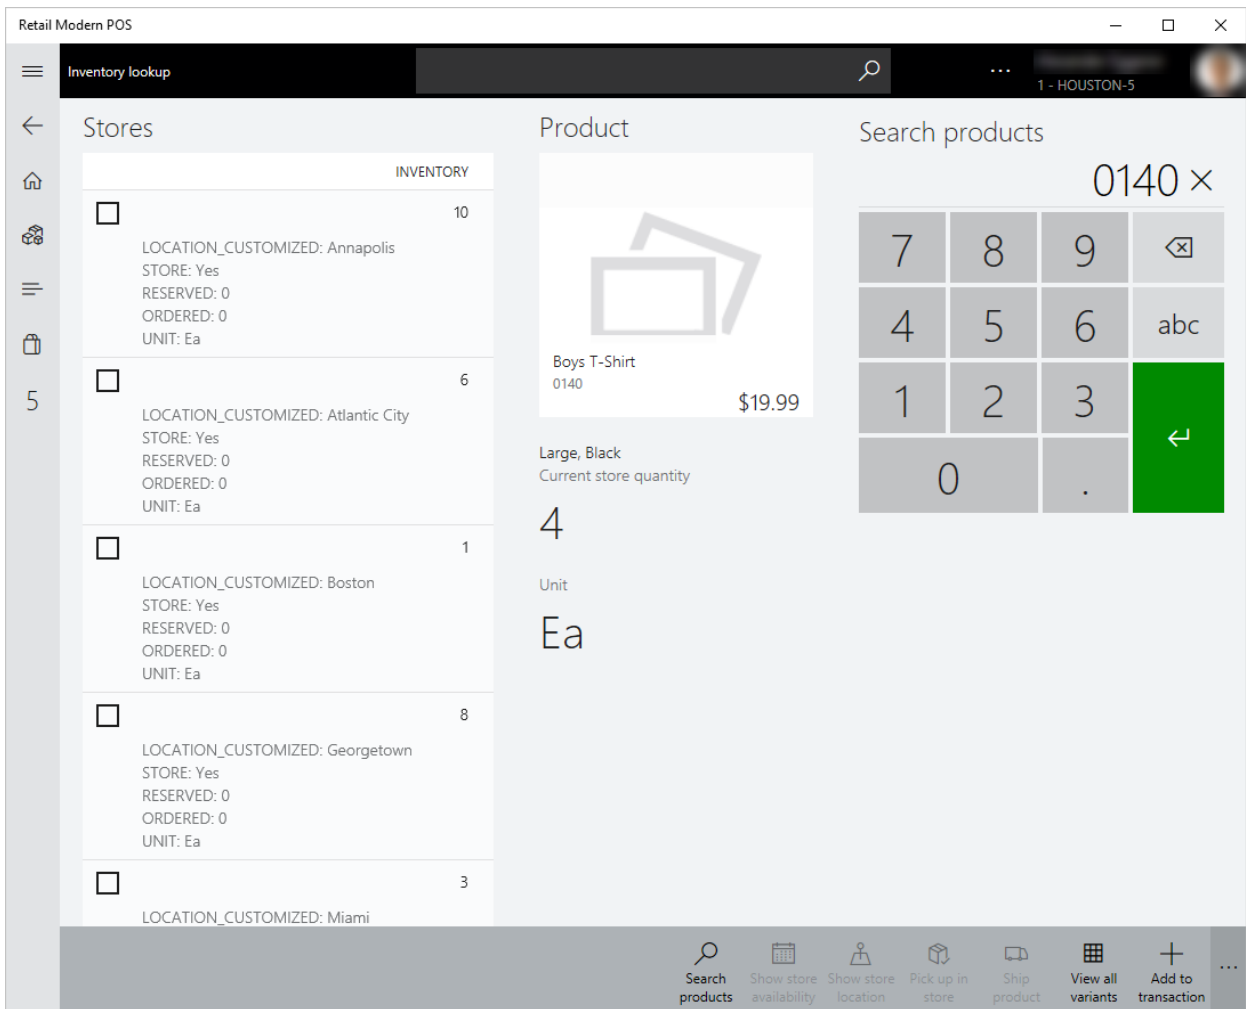 Retail Modern POS
Inventory lookup
1 - HOUSTON-5
5
Stores
INVENTORY
10
LOCATION_CUSTOMIZED: Annapolis
STORE: Yes
RESERVED: 0
ORDERED: 0
UNIT: Ea
6
LOCATION_CUSTOMIZED: Atlantic City
STORE: Yes
RESERVED: 0
ORDERED: 0
UNIT: Ea
1
LOCATION_CUSTOMIZED: Boston
STORE: Yes
RESERVED: 0
ORDERED: 0
UNIT: Ea
8
LOCATION_CUSTOMIZED: Georgetown
STORE: Yes
RESERVED: 0
ORDERED: 0
UNIT: Ea
3
LOCATION_CUSTOMIZED: Miami
Product
Boys T-Shirt
0140
$19.99
Large, Black
Current store quantity
4
Unit
Ea
Search products
0140
7 8 9
4 5 6 abc
1 2 3
0 .
Search products
Show store availability
Show store location
Pick up in store
Ship product
View all variants
Add to transaction